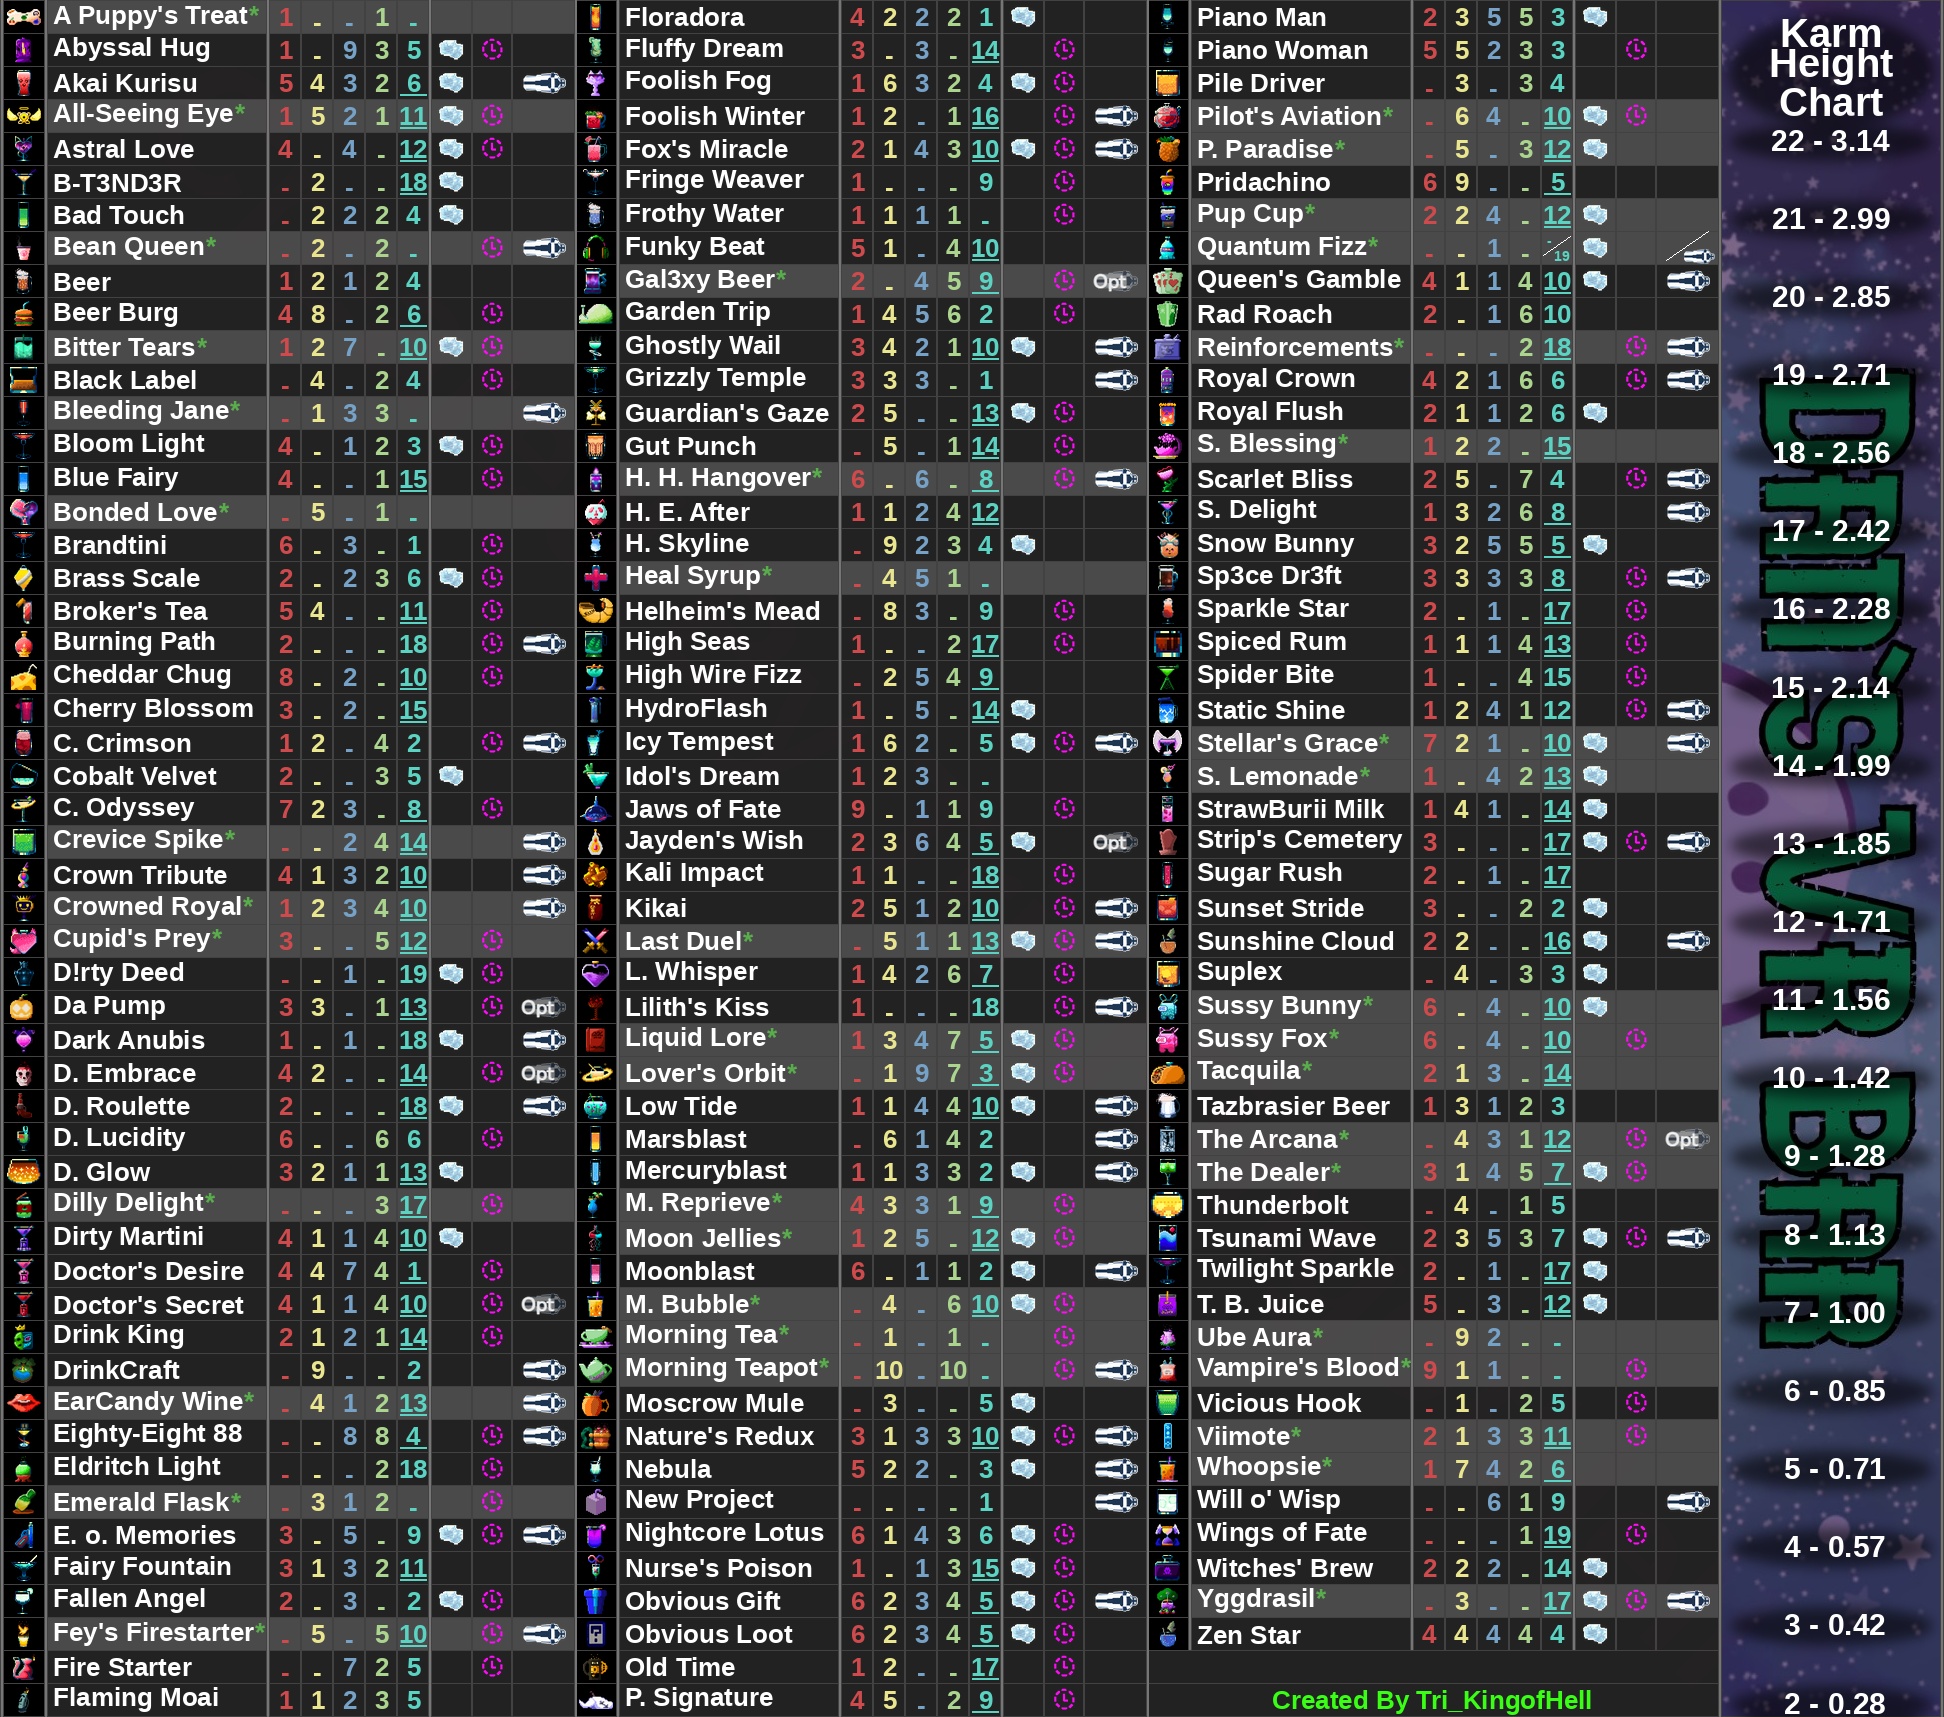 A Puppy's Treat* 1 - - 1 -
Abyssal Hug 1 - 9 3 5
Akai Kurisu 5 4 3 2 6
All-Seeing Eye* 1 5 2 1 11
Astral Love 4 - 4 - 12
B-T3ND3R - 2 - - 18
Bad Touch - 2 2 2 4
Bean Queen* - 2 - 2 -
Beer 1 2 1 2 4
Beer Burg 4 8 - 2 6
Bitter Tears* 1 2 7 - 10
Black Label - 4 - 2 4
Bleeding Jane* - 1 3 3 -
Bloom Light 4 - 1 2 3
Blue Fairy 4 - - 1 15
Bonded Love* - 5 - 1 -
Brandtini 6 - 3 - 1
Brass Scale 2 - 2 3 6
Broker's Tea 5 4 - - 11
Burning Path 2 - - - 18
Cheddar Chug 8 - 2 - 10
Cherry Blossom 3 - 2 - 15
C. Crimson 1 2 - 4 2
Cobalt Velvet 2 - - 3 5
C. Odyssey 7 2 3 - 8
Crevice Spike* - - 2 4 14
Crown Tribute 4 1 3 2 10
Crowned Royal* 1 2 3 4 10
Cupid's Prey* 3 - - 5 12
D!rty Deed - - 1 - 19
Da Pump 3 3 - 1 13 Opt
Dark Anubis 1 - 1 - 18
D. Embrace 4 2 - - 14 Opt
D. Roulette 2 - - - 18
D. Lucidity 6 - - 6 6
D. Glow 3 2 1 1 13
Dilly Delight* - - - 3 17
Dirty Martini 4 1 1 4 10
Doctor's Desire 4 4 7 4 1
Doctor's Secret 4 1 1 4 10 Opt
Drink King 2 1 2 1 14
DrinkCraft - 9 - - 2
EarCandy Wine* - 4 1 2 13
Eighty-Eight 88 - - 8 8 4
Eldritch Light - - - 2 18
Emerald Flask* - 3 1 2 -
E. o. Memories 3 - 5 - 9
Fairy Fountain 3 1 3 2 11
Fallen Angel 2 - 3 - 2
Fey's Firestarter* - 5 - 5 10
Fire Starter - - 7 2 5
Flaming Moai 1 1 2 3 5
Floradora 4 2 2 2 1
Fluffy Dream 3 - 3 - 14
Foolish Fog 1 6 3 2 4
Foolish Winter 1 2 - 1 16
Fox's Miracle 2 1 4 3 10
Fringe Weaver 1 - - - 9
Frothy Water 1 1 1 1 -
Funky Beat 5 1 - 4 10
Gal3xy Beer* 2 - 4 5 9 Opt
Garden Trip 1 4 5 6 2
Ghostly Wail 3 4 2 1 10
Grizzly Temple 3 3 3 - 1
Guardian's Gaze 2 5 - - 13
Gut Punch - 5 - 1 14
H. H. Hangover* 6 - 6 - 8
H. E. After 1 1 2 4 12
H. Skyline - 9 2 3 4
Heal Syrup* - 4 5 1 -
Helheim's Mead - 8 3 - 9
High Seas 1 - - 2 17
High Wire Fizz - 2 5 4 9
HydroFlash 1 - 5 - 14
Icy Tempest 1 6 2 - 5
Idol's Dream 1 2 3 - -
Jaws of Fate 9 - 1 1 9
Jayden's Wish 2 3 6 4 5 Opt
Kali Impact 1 1 - - 18
Kikai 2 5 1 2 10
Last Duel* - 5 1 1 13
L. Whisper 1 4 2 6 7
Lilith's Kiss 1 - - - 18
Liquid Lore* 1 3 4 7 5
Lover's Orbit* - 1 9 7 3
Low Tide 1 1 4 4 10
Marsblast - 6 1 4 2
Mercuryblast 1 1 3 3 2
M. Reprieve* 4 3 3 1 9
Moon Jellies* 1 2 5 - 12
Moonblast 6 - 1 1 2
M. Bubble* - 4 - 6 10
Morning Tea* - 1 - 1 -
Morning Teapot* - 10 - 10 -
Moscrow Mule - 3 - - 5
Nature's Redux 3 1 3 3 10
Nebula 5 2 2 - 3
New Project - - - - 1
Nightcore Lotus 6 1 4 3 6
Nurse's Poison 1 - 1 3 15
Obvious Gift 6 2 3 4 5
Obvious Loot 6 2 3 4 5
Old Time 1 2 - - 17
P. Signature 4 5 - 2 9
Piano Man 2 3 5 5 3
Piano Woman 5 5 2 3 3
Pile Driver - 3 - 3 4
Pilot's Aviation* - 6 4 - 10
P. Paradise* - 5 - 3 12
Pridachino 6 9 - - 5
Pup Cup* 2 2 4 - 12
Quantum Fizz* - - 1 - -/19
Queen's Gamble 4 1 1 4 10
Rad Roach 2 - 1 6 10
Reinforcements* - - - 2 18
Royal Crown 4 2 1 6 6
Royal Flush 2 1 1 2 6
S. Blessing* 1 2 2 - 15
Scarlet Bliss 2 5 - 7 4
S. Delight 1 3 2 6 8
Snow Bunny 3 2 5 5 5
Sp3ce Dr3ft 3 3 3 3 8
Sparkle Star 2 - 1 - 17
Spiced Rum 1 1 1 4 13
Spider Bite 1 - - 4 15
Static Shine 1 2 4 1 12
Stellar's Grace* 7 2 1 - 10
S. Lemonade* 1 - 4 2 13
StrawBurii Milk 1 4 1 - 14
Strip's Cemetery 3 - - - 17
Sugar Rush 2 - 1 - 17
Sunset Stride 3 - - 2 2
Sunshine Cloud 2 2 - - 16
Suplex - 4 - 3 3
Sussy Bunny* 6 - 4 - 10
Sussy Fox* 6 - 4 - 10
Tacquila* 2 1 3 - 14
Tazbrasier Beer 1 3 1 2 3
The Arcana* - 4 3 1 12 Opt
The Dealer* 3 1 4 5 7
Thunderbolt - 4 - 1 5
Tsunami Wave 2 3 5 3 7
Twilight Sparkle 2 - 1 - 17
T. B. Juice 5 - 3 - 12
Ube Aura* - 9 2 - -
Vampire's Blood* 9 1 1 - -
Vicious Hook - 1 - 2 5
Viimote* 2 1 3 3 11
Whoopsie* 1 7 4 2 6
Will o' Wisp - - 6 1 9
Wings of Fate - - - 1 19
Witches' Brew 2 2 2 - 14
Yggdrasil* - 3 - - 17
Zen Star 4 4 4 4 4
Created By Tri_KingofHell
Karm
Height
Chart
22 - 3.14
21 - 2.99
20 - 2.85
19 - 2.71
18 - 2.56
17 - 2.42
16 - 2.28
15 - 2.14
14 - 1.99
13 - 1.85
12 - 1.71
11 - 1.56
10 - 1.42
9 - 1.28
8 - 1.13
7 - 1.00
6 - 0.85
5 - 0.71
4 - 0.57
3 - 0.42
2 - 0.28